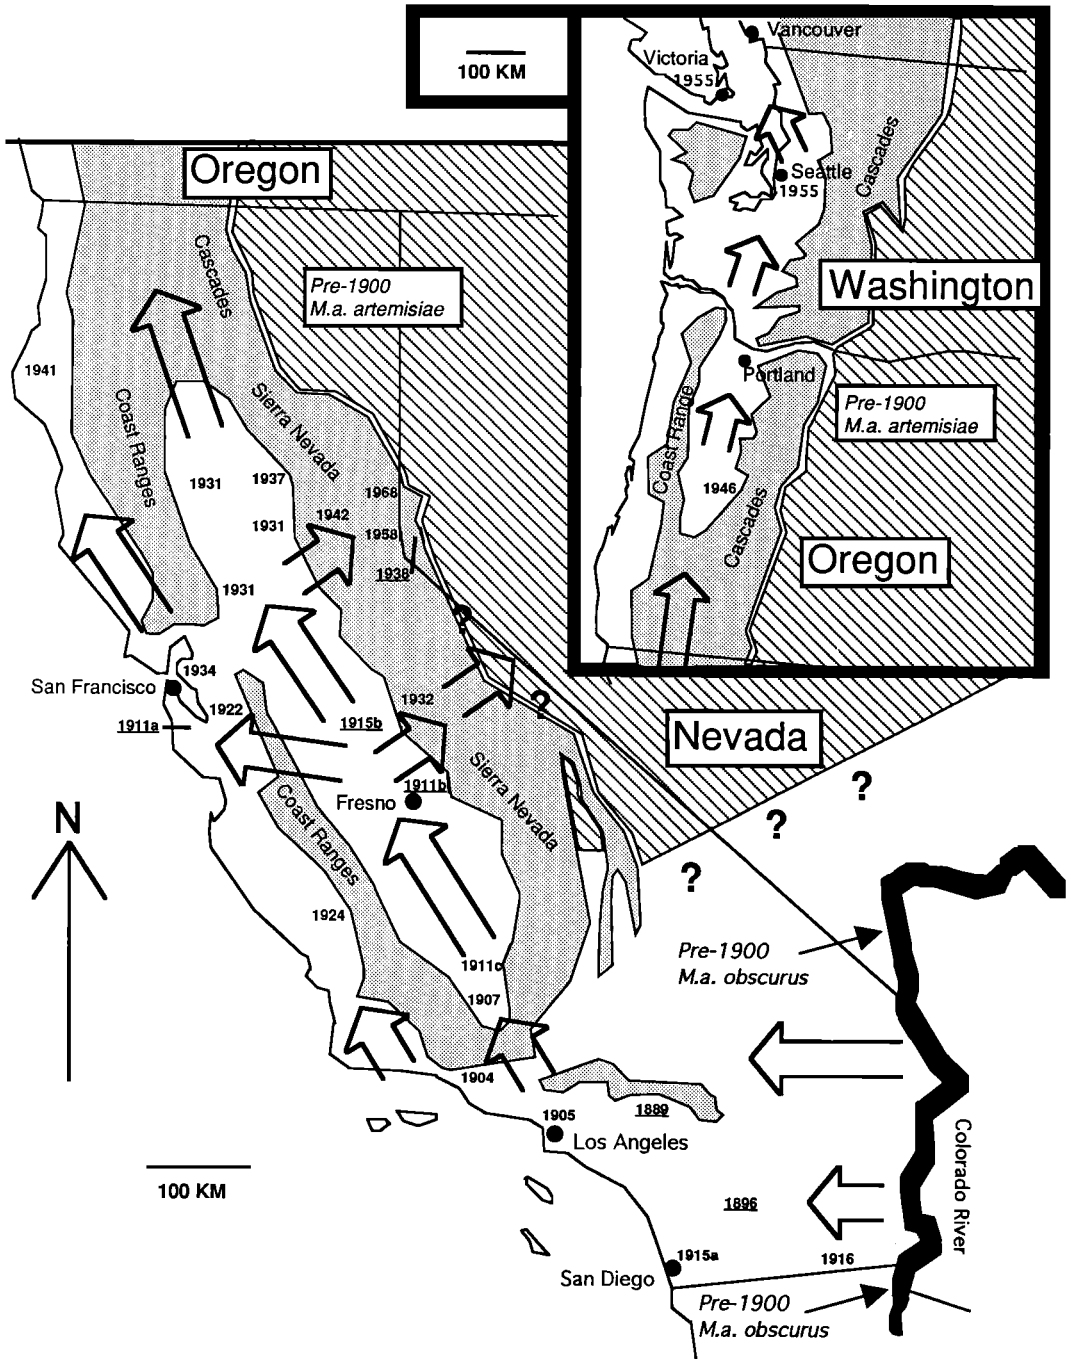 100 KM
Vancouver
Victoria
1955
Cascades
Seattle
1955
Washington
Portland
Pre-1900
M.a. artemisiae
Coast Range
1946
Cascades
Oregon
Oregon
Cascades
Pre-1900
M.a. artemisiae
1941
Coast Ranges
Sierra Nevada
1931
1937
1968
1942
1931
1958
1938
1931
?
1934
San Francisco
1932
?
1922
1911a
1915b
Nevada
?
Sierra Nevada
1911b
Fresno
Coast Ranges
N
?
?
1924
Pre-1900
M.a. obscurus
1911c
1907
1904
1889
1905
Los Angeles
Colorado River
100 KM
1896
1915a
1916
San Diego
Pre-1900
M.a. obscurus